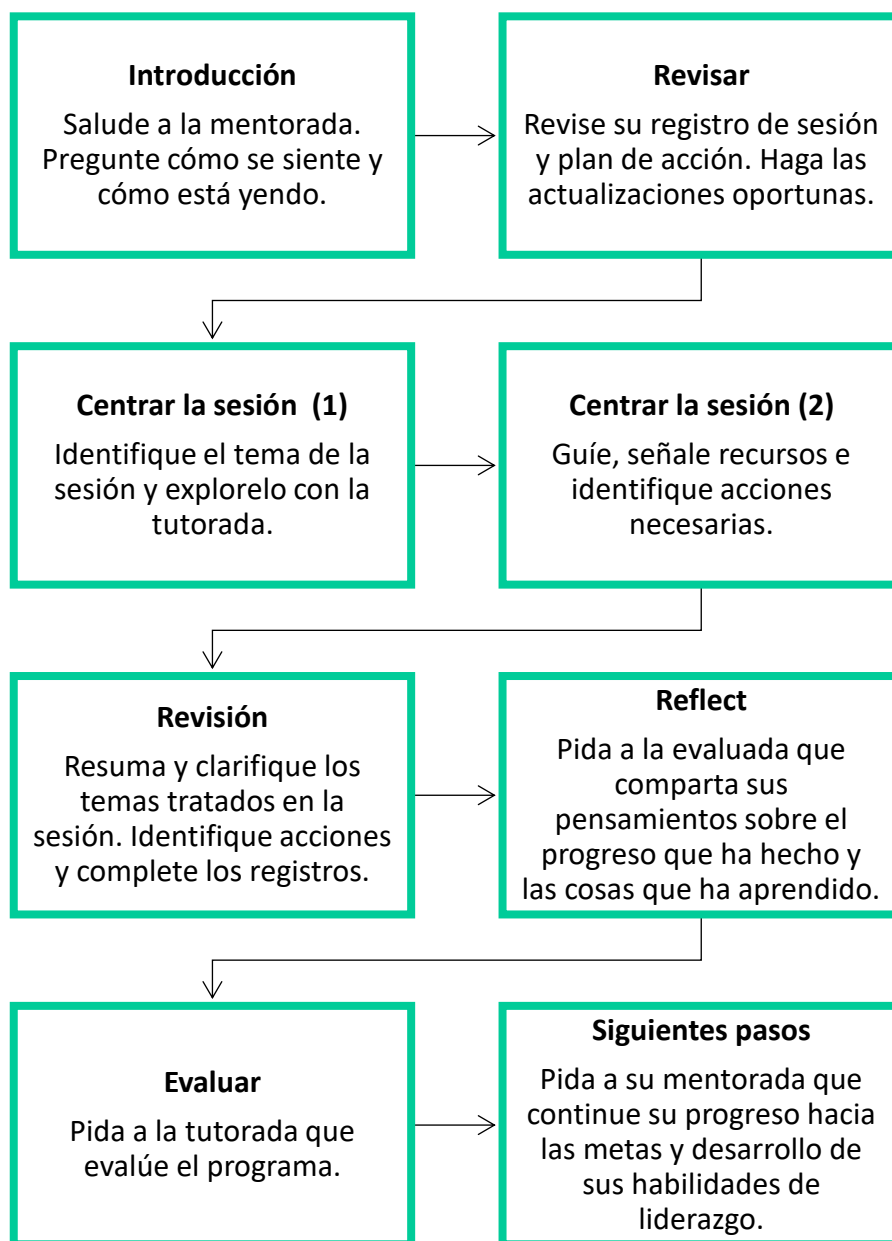 Introducción
Salude a la mentorada.
Pregunte cómo se siente y
cómo está yendo.
Revisar
Revise su registro de sesión
y plan de acción. Haga las
actualizaciones oportunas.
Centrar la sesión (1)
Identifique el tema de la
sesión y explorelo con la
tutorada.
Centrar la sesión (2)
Guíe, señale recursos e
identifique acciones
necesarias.
Revisión
Resuma y clarifique los
temas tratados en la
sesión. Identifique acciones
y complete los registros.
Reflect
Pida a la evaluada que
comparta sus
pensamientos sobre el
progreso que ha hecho y
las cosas que ha aprendido.
Evaluar
Pida a la tutorada que
evalúe el programa.
Siguientes pasos
Pida a su mentorada que
continue su progreso hacia
las metas y desarrollo de
sus habilidades de
liderazgo.